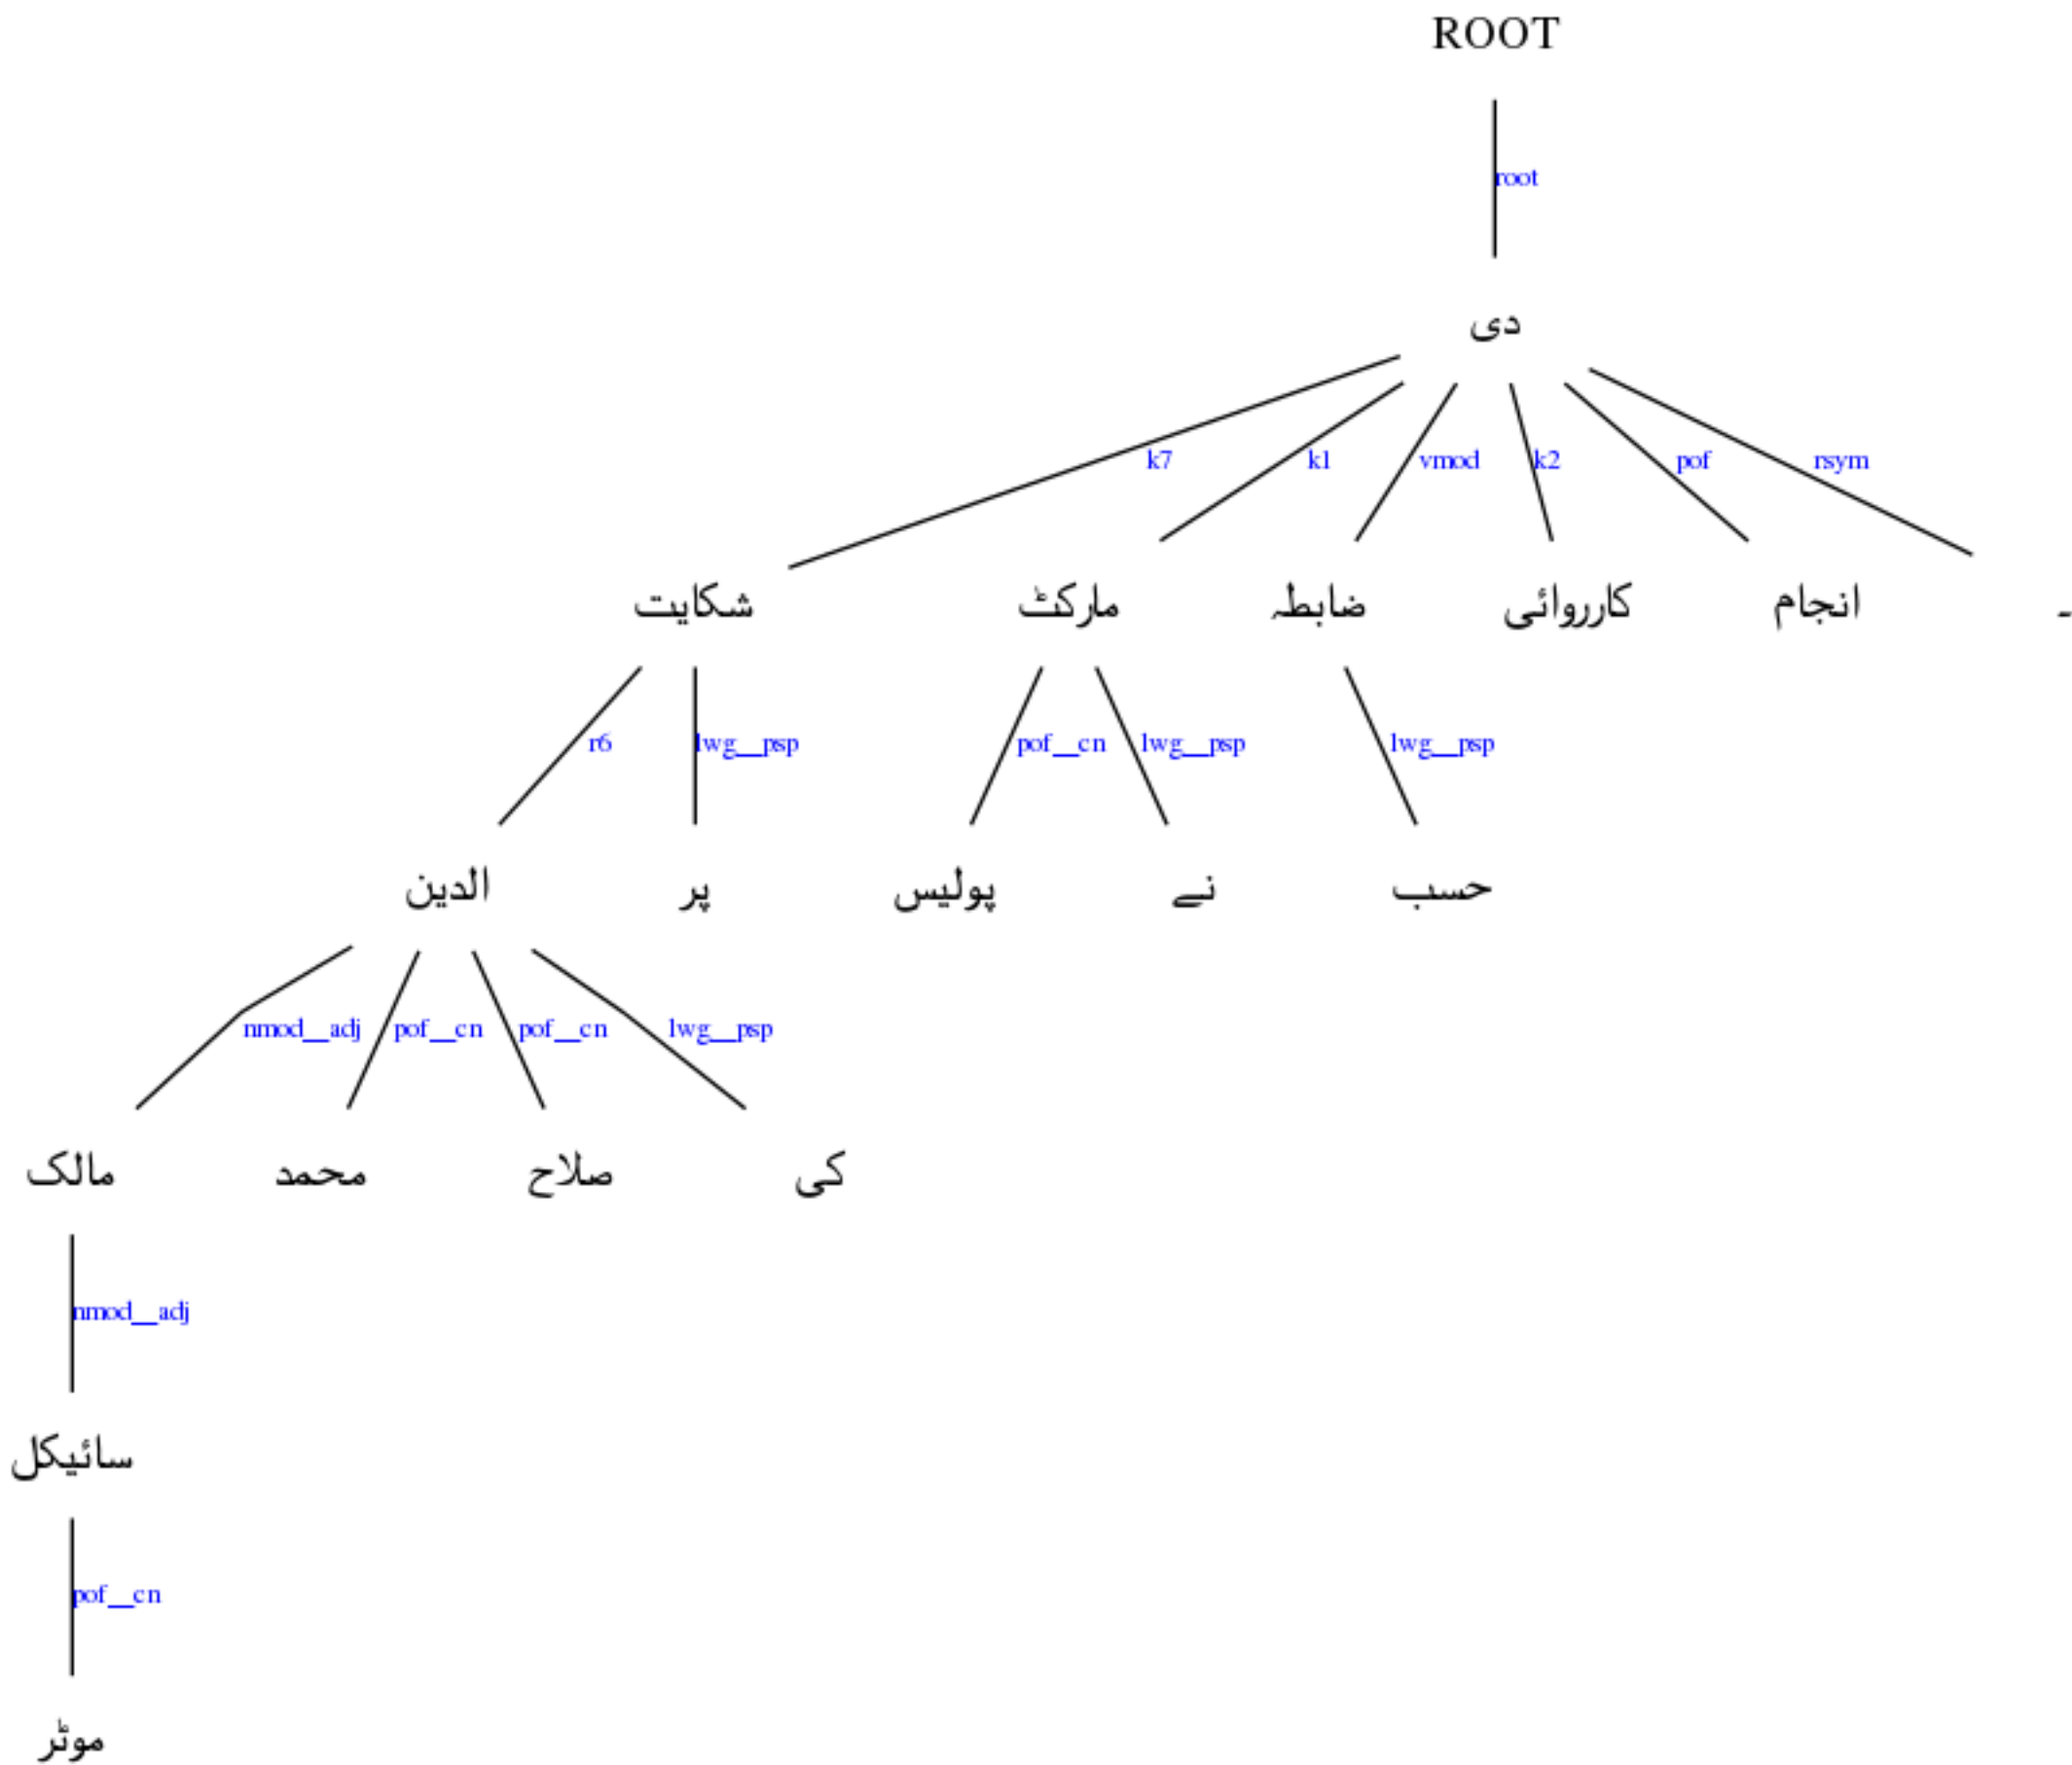 ROOT
root
دی
k7 k1 vmod k2 pof rsym
شکایت مارکٹ ضابطہ کارروائی انجام ۔
r6 lwg__psp pof__cn lwg__psp lwg__psp
الدین پر پولیس نے حسب
nmod__adj pof__cn pof__cn lwg__psp
مالک محمد صلاح کی
nmod__adj
سائیکل
pof__cn
موٹر